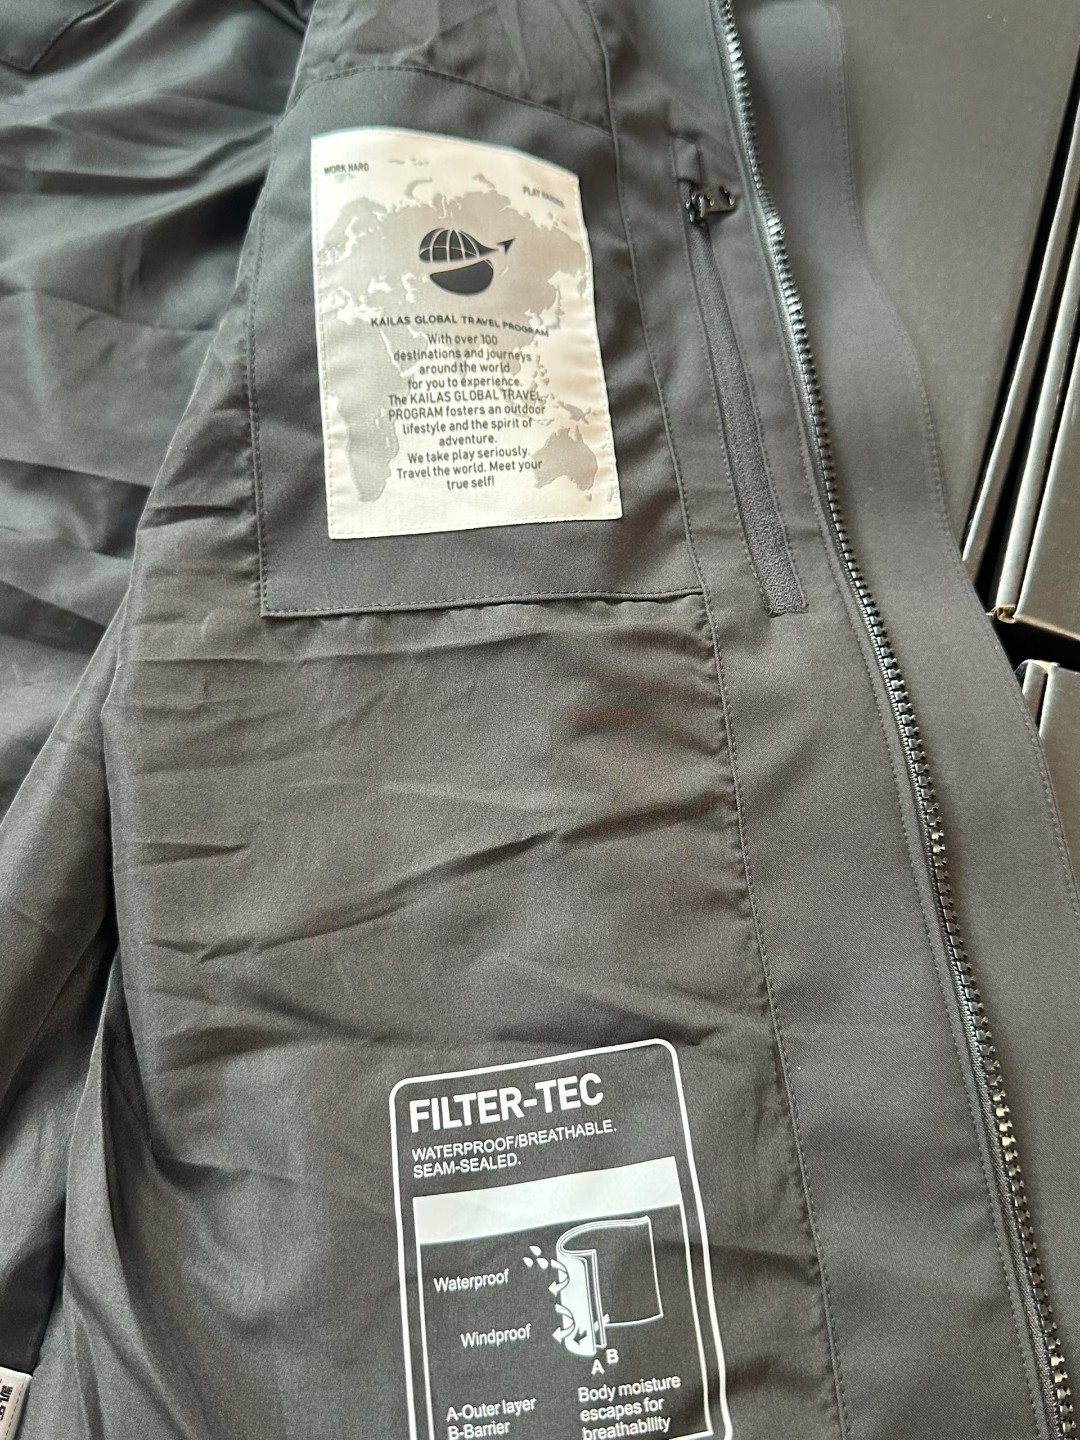 WORK HARD
PLAY HARDER
KAILAS GLOBAL TRAVEL PROGRAM
With over 100
destinations and journeys
around the world
for you to experience.
The KAILAS GLOBAL TRAVEL
PROGRAM fosters an outdoor
lifestyle and the spirit of
adventure.
We take play seriously.
Travel the world. Meet your
true self!
FILTER-TEC
WATERPROOF/BREATHABLE.
SEAM-SEALED.
Waterproof
Windproof
A B
A-Outer layer
B-Barrier
Body moisture
escapes for
breathability